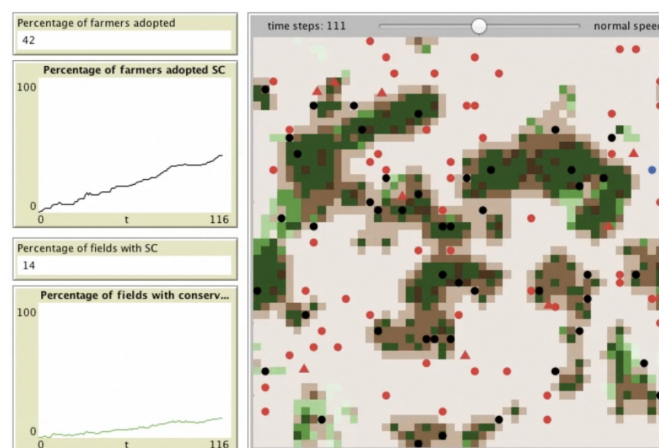 Percentage of farmers adopted
42
Percentage of farmers adopted SC
100
0
0 t 116
Percentage of fields with SC
14
Percentage of fields with conserv...
100
0
0 t 116
time steps: 111 normal speed